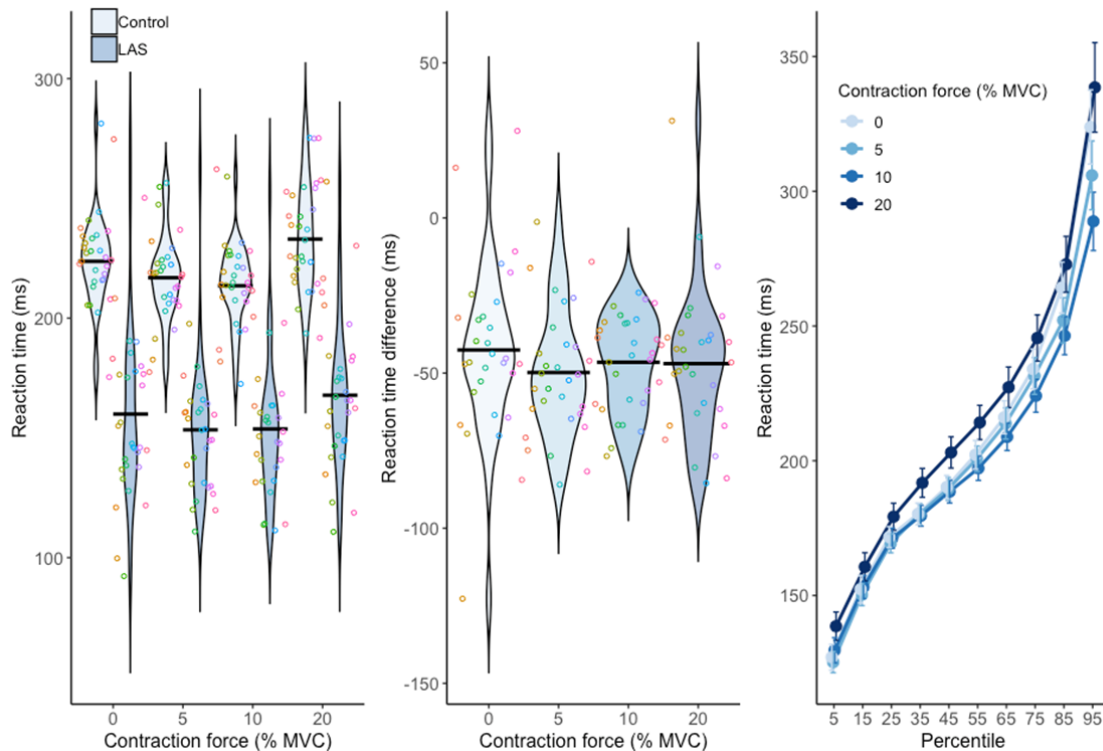 Control
LAS
300
200
100
Reaction time (ms)
0
5
10
20
Contraction force (% MVC)
50
0
-50
-100
-150
Reaction time difference (ms)
0
5
10
20
Contraction force (% MVC)
Contraction force (% MVC)
0
5
10
20
350
300
250
200
150
Reaction time (ms)
5 15 25 35 45 55 65 75 85 95
Percentile